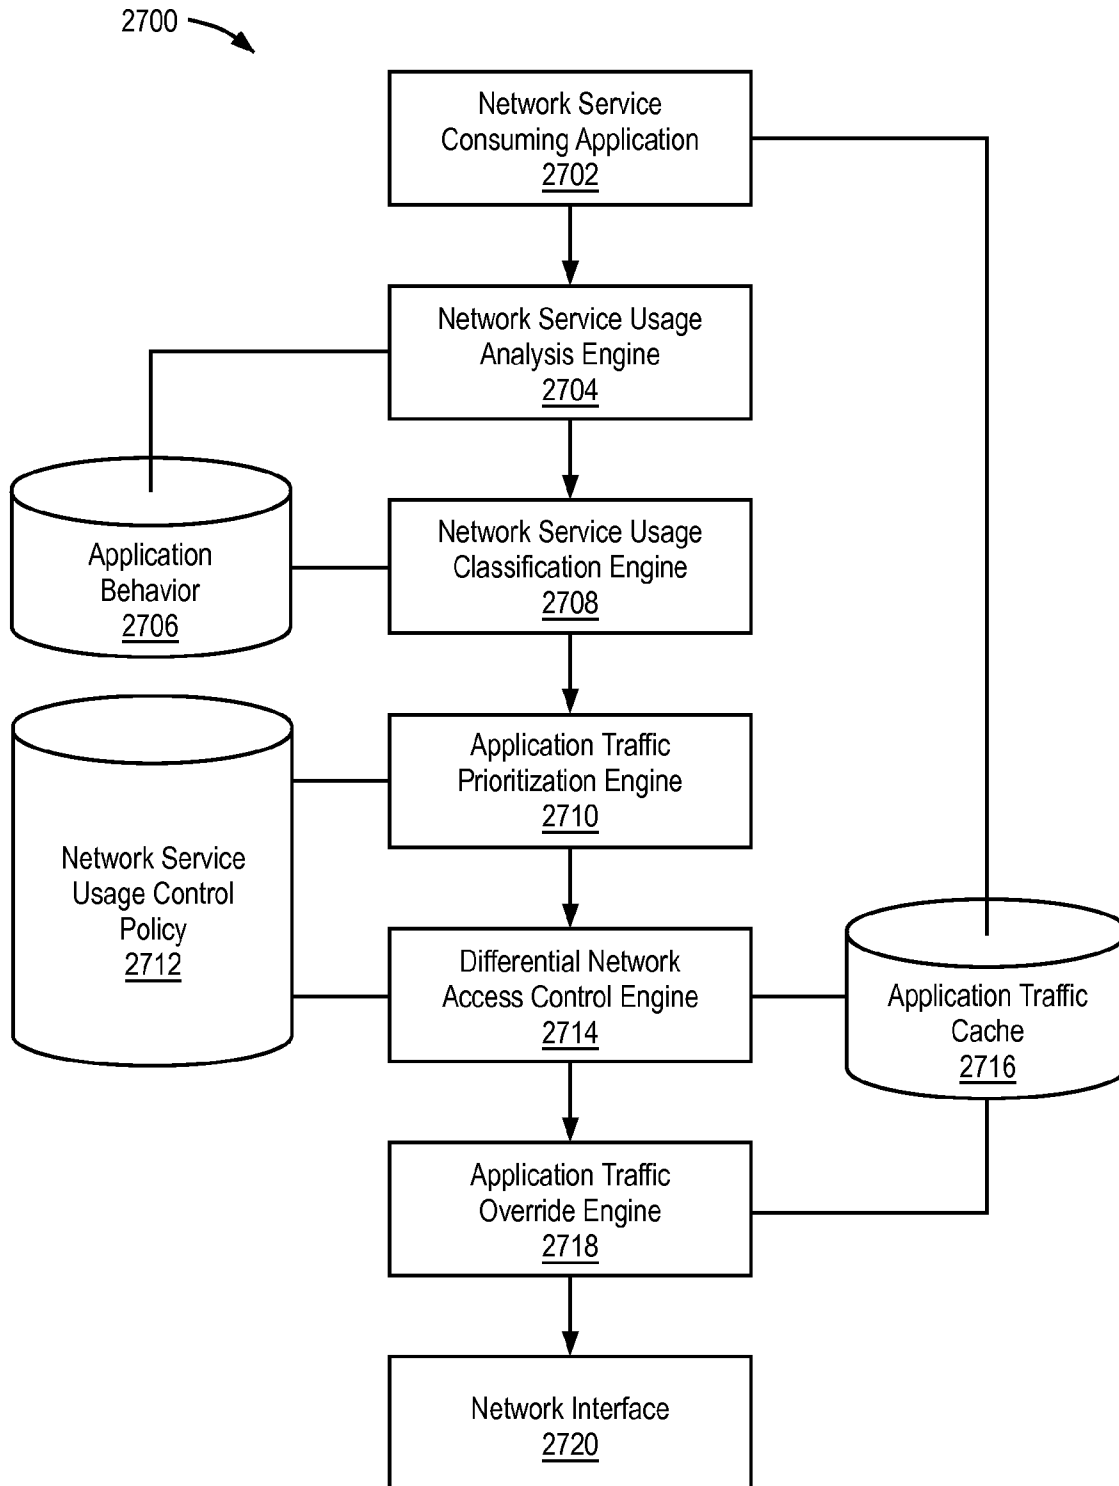 2700
Network Service
Consuming Application
2702
Network Service Usage
Analysis Engine
2704
Application
Behavior
2706
Network Service Usage
Classification Engine
2708
Application Traffic
Prioritization Engine
2710
Network Service
Usage Control
Policy
2712
Differential Network
Access Control Engine
2714
Application Traffic
Cache
2716
Application Traffic
Override Engine
2718
Network Interface
2720